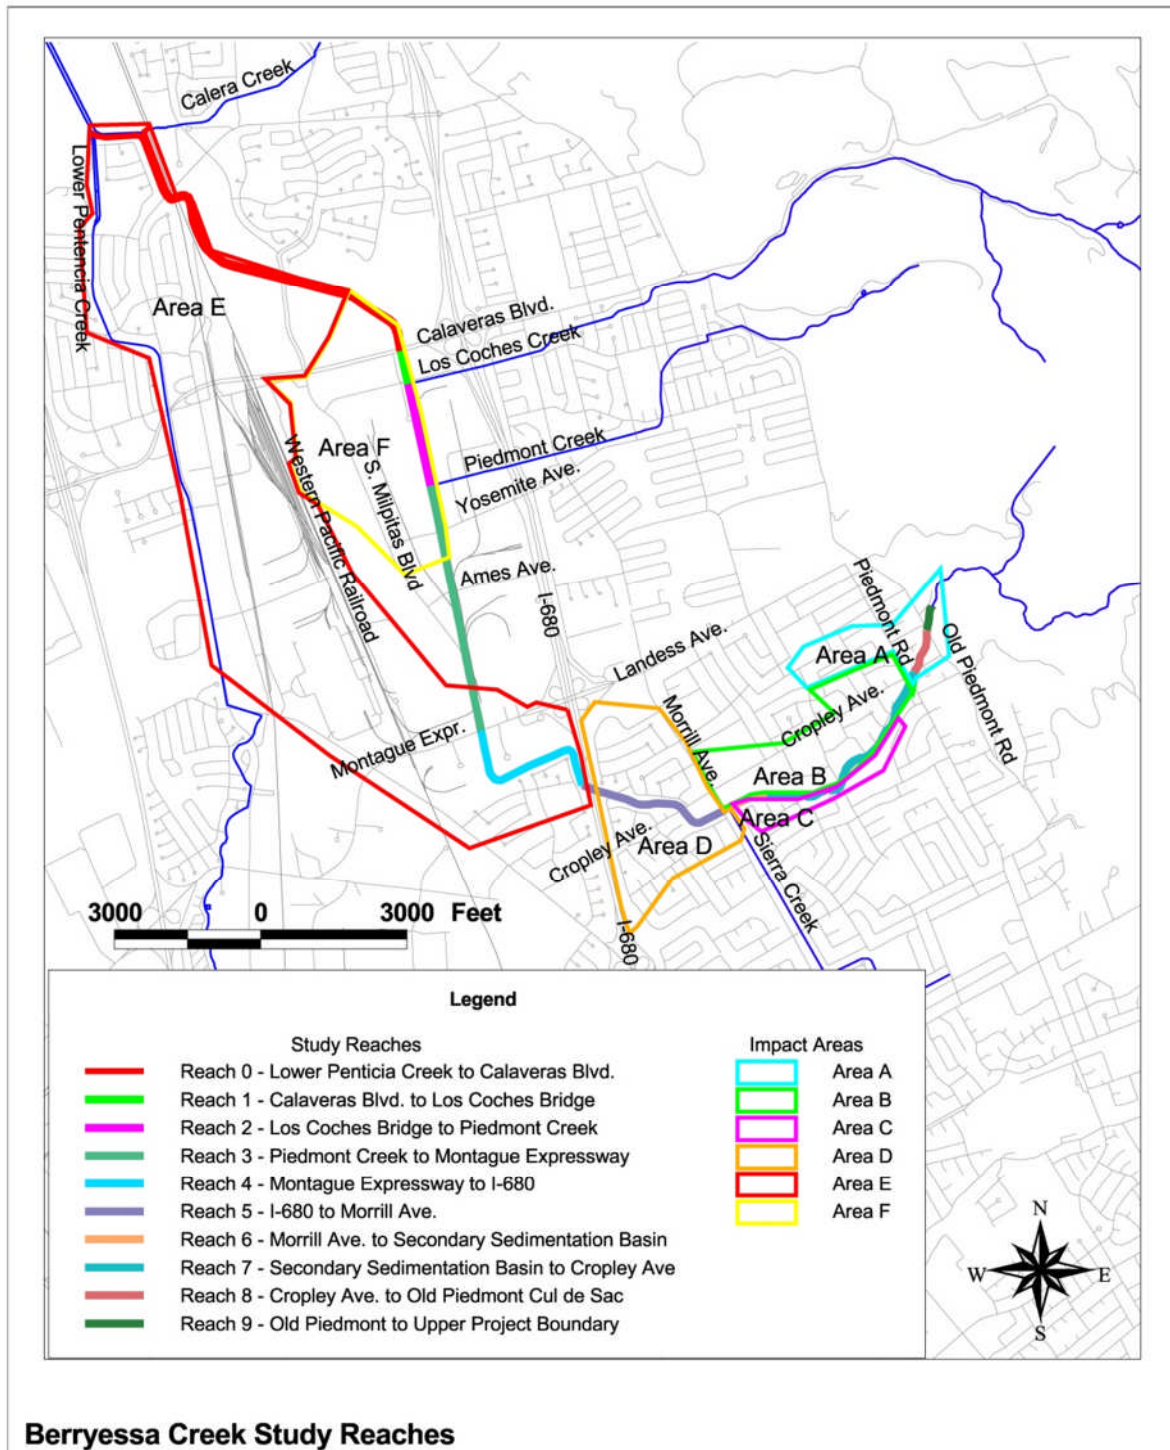 Calera Creek
Lower Pentencia Creek
Area E
Calaveras Blvd.
Los Coches Creek
Area F
Piedmont Creek
Western Pacific Railroad
S. Milpitas Blvd
Yosemite Ave.
Ames Ave.
I-680
Piedmont Rd
Landess Ave.
Area A
Old Piedmont Rd
Morrill Ave.
Cropley Ave.
Montague Expr.
Area B
Area C
Cropley Ave.
Area D
Sierra Creek
I-680
3000 0 3000 Feet
Legend
Study Reaches
Reach 0 - Lower Penticia Creek to Calaveras Blvd.
Reach 1 - Calaveras Blvd. to Los Coches Bridge
Reach 2 - Los Coches Bridge to Piedmont Creek
Reach 3 - Piedmont Creek to Montague Expressway
Reach 4 - Montague Expressway to I-680
Reach 5 - I-680 to Morrill Ave.
Reach 6 - Morrill Ave. to Secondary Sedimentation Basin
Reach 7 - Secondary Sedimentation Basin to Cropley Ave
Reach 8 - Cropley Ave. to Old Piedmont Cul de Sac
Reach 9 - Old Piedmont to Upper Project Boundary
Impact Areas
Area A
Area B
Area C
Area D
Area E
Area F
N
W E
S
Berryessa Creek Study Reaches